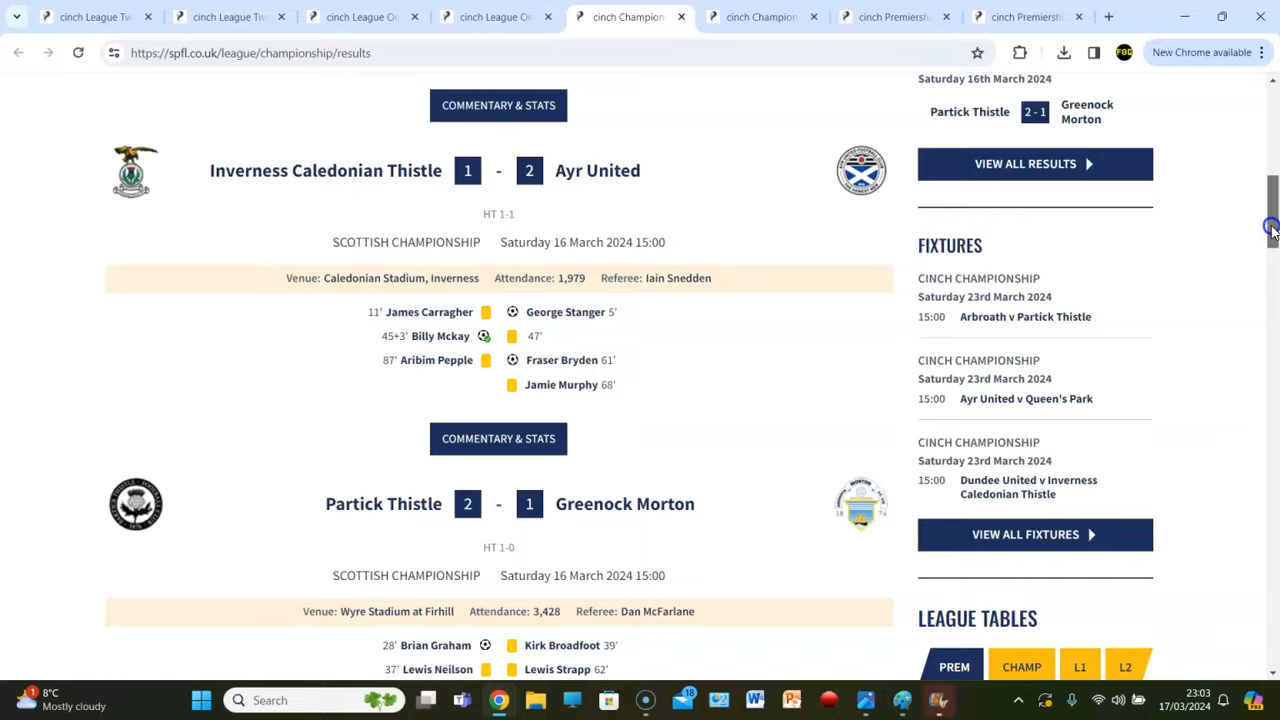 cinch League Tw
cinch League Tw
cinch League On
cinch League On
cinch Champion
cinch Champion
cinch Premiersh
cinch Premiersh
https://spfl.co.uk/league/championship/results
New Chrome available
COMMENTARY & STATS
Inverness Caledonian Thistle 1 - 2 Ayr United
HT 1-1
SCOTTISH CHAMPIONSHIP Saturday 16 March 2024 15:00
Venue: Caledonian Stadium, Inverness Attendance: 1,979 Referee: Iain Snedden
11' James Carragher George Stanger 5'
45+3' Billy Mckay 47'
87' Aribim Pepple Fraser Bryden 61'
Jamie Murphy 68'
COMMENTARY & STATS
Partick Thistle 2 - 1 Greenock Morton
HT 1-0
SCOTTISH CHAMPIONSHIP Saturday 16 March 2024 15:00
Venue: Wyre Stadium at Firhill Attendance: 3,428 Referee: Dan McFarlane
28' Brian Graham Kirk Broadfoot 39'
37' Lewis Neilson Lewis Strapp 62'
Saturday 16th March 2024
Partick Thistle 2 - 1 Greenock
Morton
VIEW ALL RESULTS
FIXTURES
CINCH CHAMPIONSHIP
Saturday 23rd March 2024
15:00 Arbroath v Partick Thistle
CINCH CHAMPIONSHIP
Saturday 23rd March 2024
15:00 Ayr United v Queen's Park
CINCH CHAMPIONSHIP
Saturday 23rd March 2024
15:00 Dundee United v Inverness
Caledonian Thistle
VIEW ALL FIXTURES
LEAGUE TABLES
PREM CHAMP L1 L2
1
8°C
Mostly cloudy
Search
18
23:03
17/03/2024